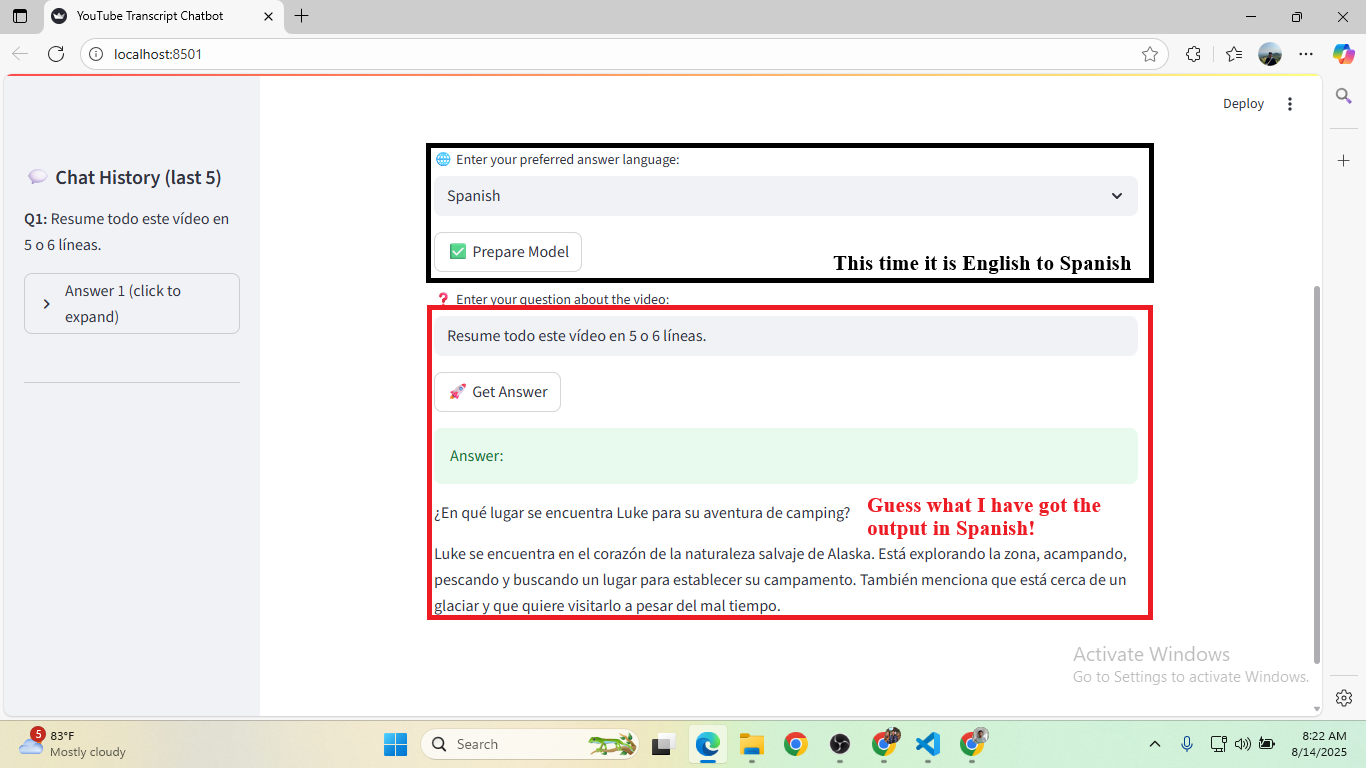 YouTube Transcript Chatbot
localhost:8501
Deploy
Chat History (last 5)
Q1: Resume todo este vídeo en
5 o 6 líneas.
Answer 1 (click to
expand)
Enter your preferred answer language:
Spanish
Prepare Model
This time it is English to Spanish
Enter your question about the video:
Resume todo este vídeo en 5 o 6 líneas.
Get Answer
Answer:
¿En qué lugar se encuentra Luke para su aventura de camping?
Guess what I have got the
output in Spanish!
Luke se encuentra en el corazón de la naturaleza salvaje de Alaska. Está explorando la zona, acampando,
pescando y buscando un lugar para establecer su campamento. También menciona que está cerca de un
glaciar y que quiere visitarlo a pesar del mal tiempo.
Activate Windows
Go to Settings to activate Windows.
5
83°F
Mostly cloudy
Search
8:22 AM
8/14/2025